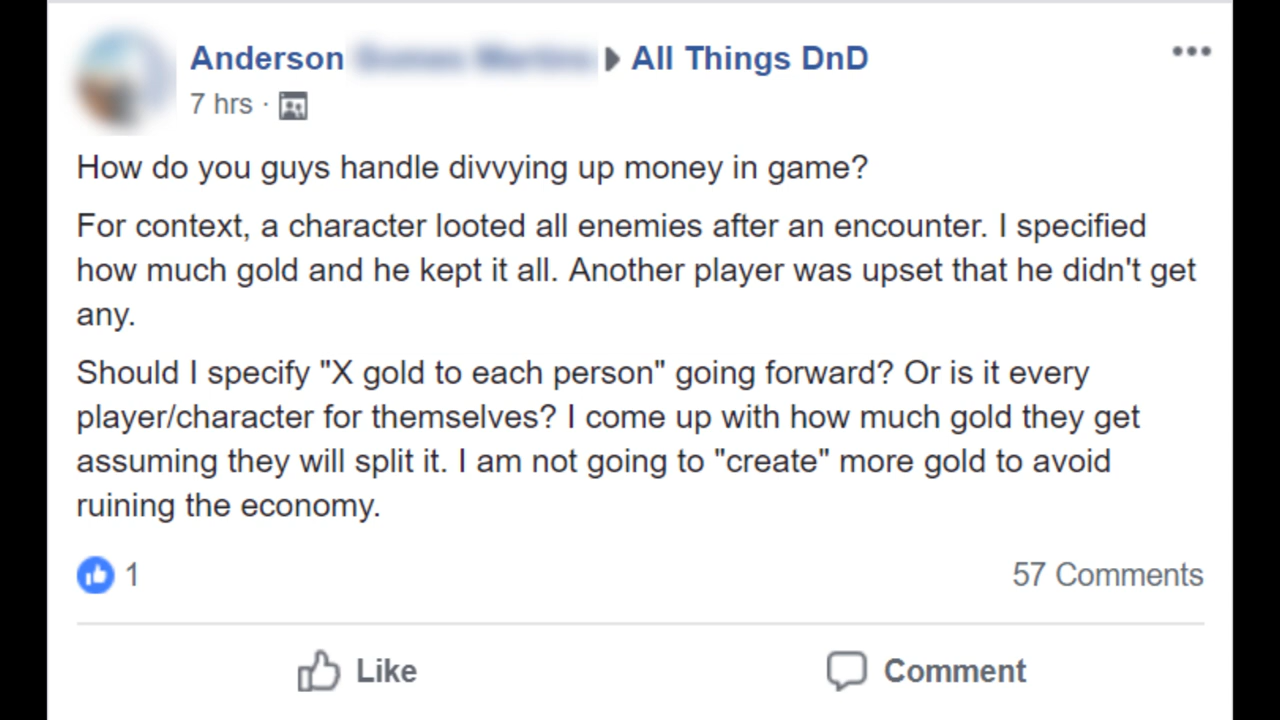 Anderson All Things DnD
7 hrs ·
How do you guys handle divvying up money in game?
For context, a character looted all enemies after an encounter. I specified
how much gold and he kept it all. Another player was upset that he didn't get
any.
Should I specify "X gold to each person" going forward? Or is it every
player/character for themselves? I come up with how much gold they get
assuming they will split it. I am not going to "create" more gold to avoid
ruining the economy.
1 57 Comments
Like Comment